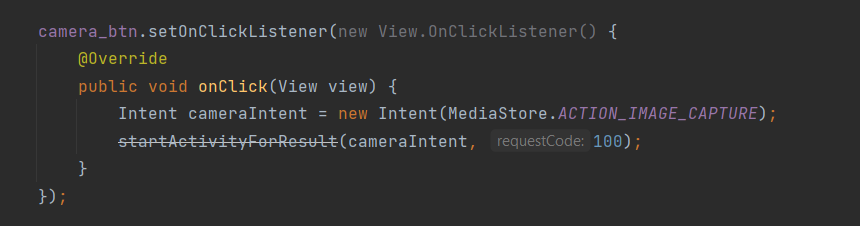 camera_btn.setOnClickListener(new View.OnClickListener() {
@Override
public void onClick(View view) {
Intent cameraIntent = new Intent(MediaStore.ACTION_IMAGE_CAPTURE);
startActivityForResult(cameraIntent, requestCode: 100);
}
});